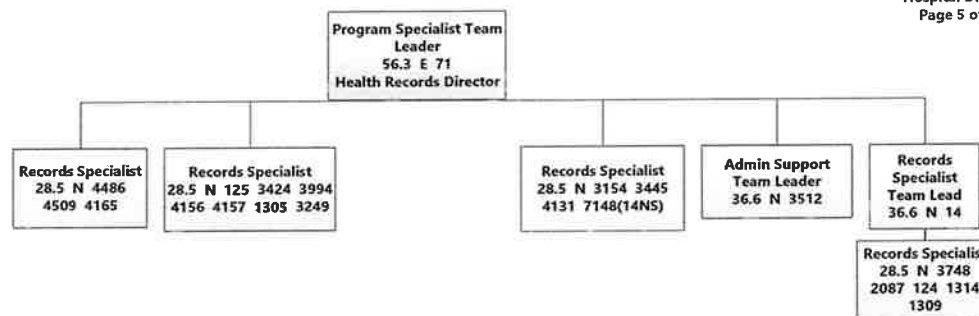 Page 5 of
Program Specialist Team
Leader
56.3 E 71
Health Records Director
Records Specialist
28.5 N 4486
4509 4165
Records Specialist
28.5 N 125 3424 3994
4156 4157 1305 3249
Records Specialist
28.5 N 3154 3445
4131 7148(14NS)
Admin Support
Team Leader
36.6 N 3512
Records
Specialist
Team Lead
36.6 N 14
Records Specialis
28.5 N 3748
2087 124 1314
1309